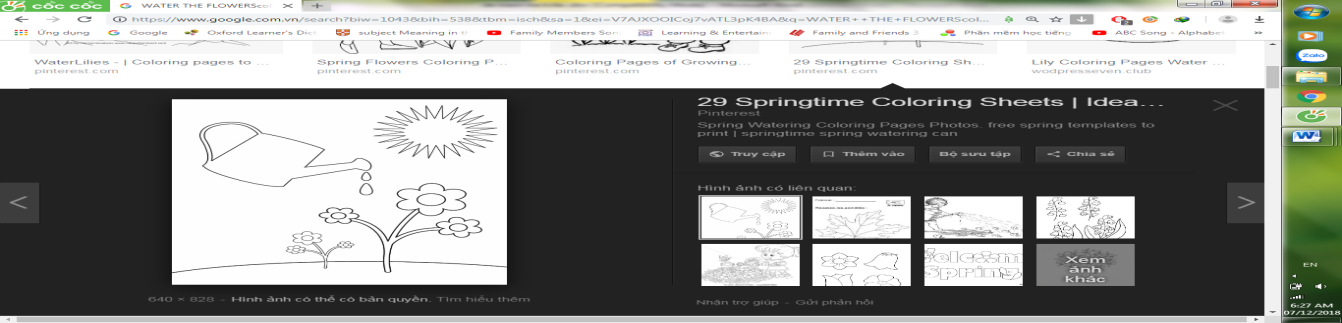 CỐC CỐC
WATER THE FLOWERScol
https://www.google.com.vn/search?biw=1043&bih=538&tbm=isch&sa=1&ei=V7AJXOOlCoj7vATL3pK4BA&q=WATER++THE+FLOWERScol...
Ứng dụng Google Oxford Learner's Dict subject Meaning in t Family Members Son Learning & Entertain Family and Friends 3 Phần mềm học tiếng ABC Song - Alphabet
WaterLilies - | Coloring pages to ...
pinterest.com
Spring Flowers Coloring P...
pinterest.com
Coloring Pages of Growing...
pinterest.com
29 Springtime Coloring Sh...
pinterest.com
Lily Coloring Pages Water ...
wodpresseven.club
29 Springtime Coloring Sheets | Idea...
Pinterest
Spring Watering Coloring Pages Photos. free spring templates to
print | springtime spring watering can
Truy cập Thêm vào Bộ sưu tập Chia sẻ
Hình ảnh có liên quan:
Welcome
Spring
Xem
ảnh
khác
640 × 828 - Hình ảnh có thể có bản quyền. Tìm hiểu thêm
Nhận trợ giúp - Gửi phản hồi
Zalo
EN
6:27 AM
07/12/2018